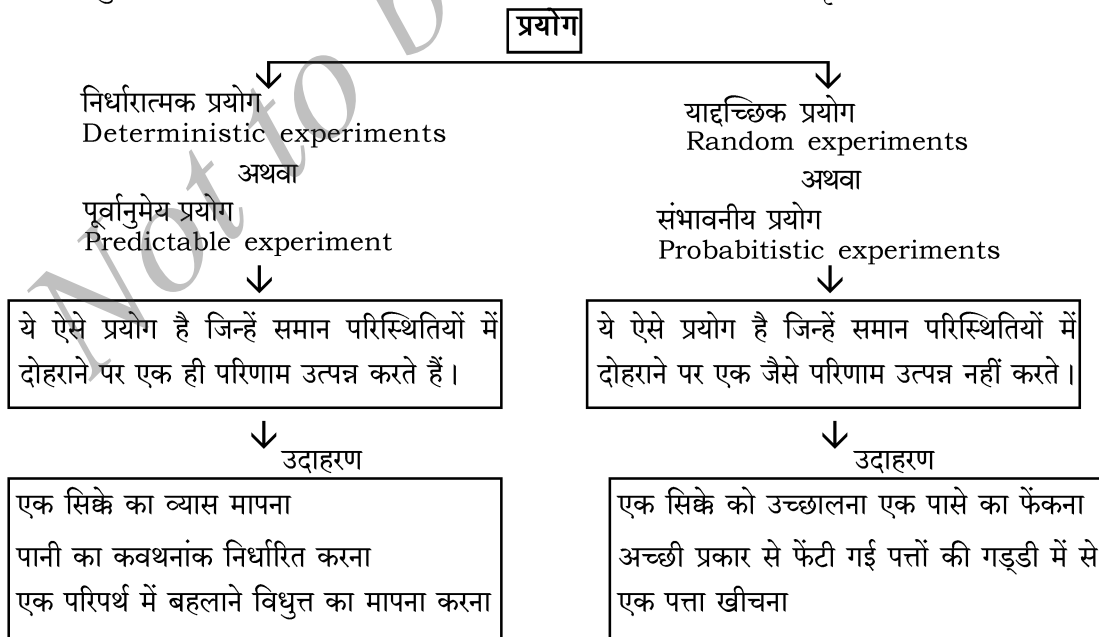 प्रयोग
निर्धारात्मक प्रयोग
Deterministic experiments
अथवा
पूर्वानुमेय प्रयोग
Predictable experiment
ये ऐसे प्रयोग है जिन्हें समान परिस्थितियों में
दोहराने पर एक ही परिणाम उत्पन्न करते हैं।
उदाहरण
एक सिक्के का व्यास मापना
पानी का कवथनांक निर्धारित करना
एक परिपर्थ में बहलाने विधुत्त का मापना करना
यादृच्छिक प्रयोग
Random experiments
अथवा
संभावनीय प्रयोग
Probabitistic experiments
ये ऐसे प्रयोग है जिन्हें समान परिस्थितियों में
दोहराने पर एक जैसे परिणाम उत्पन्न नहीं करते।
उदाहरण
एक सिक्के को उच्छालना एक पासे का फेंकना
अच्छी प्रकार से फेंटी गई पत्तों की गड्डी में से
एक पत्ता खीचना
Not to b